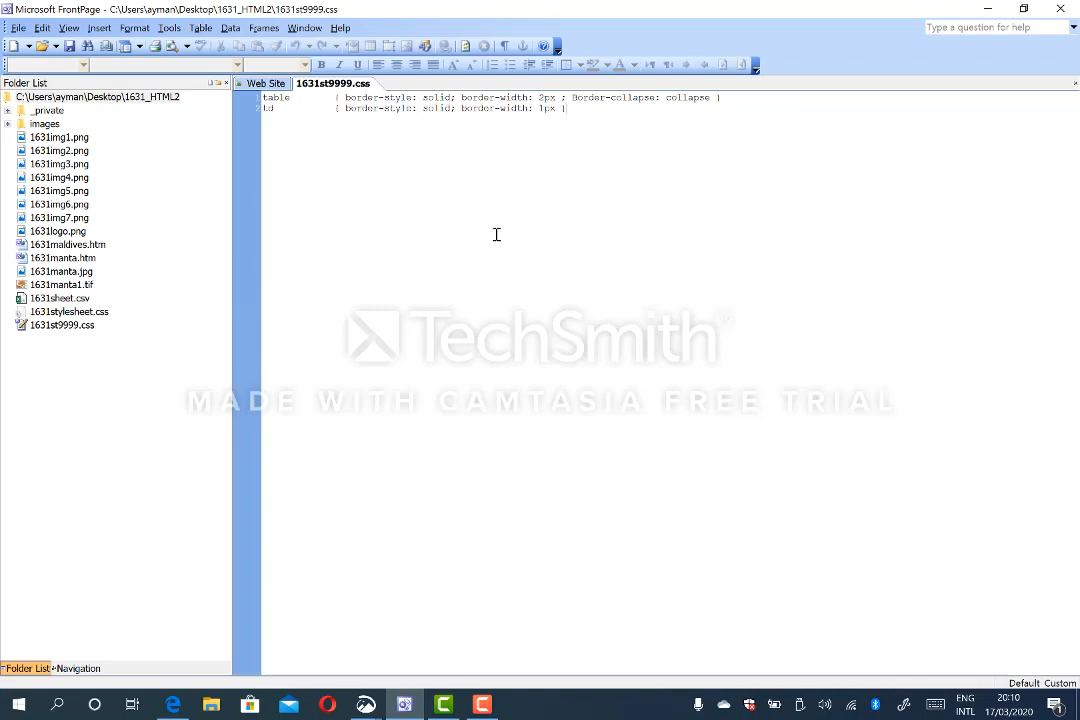 Microsoft FrontPage - C:\Users\ayman\Desktop\1631_HTML2\1631st9999.css
File Edit View Insert Format Tools Table Data Frames Window Help
Type a question for help
Folder List
Web Site 1631st9999.css
C:\Users\ayman\Desktop\1631_HTML2
_private
images
1631img1.png
1631img2.png
1631img3.png
1631img4.png
1631img5.png
1631img6.png
1631img7.png
1631logo.png
1631maldives.htm
1631manta.htm
1631manta.jpg
1631manta1.tif
1631sheet.csv
1631stylesheet.css
1631st9999.css
1 table { border-style: solid; border-width: 2px ; Border-collapse: collapse }
2 td { border-style: solid; border-width: 1px }
TechSmith
MADE WITH CAMTASIA FREE TRIAL
Folder List Navigation
Default Custom
ENG
INTL
20:10
17/03/2020